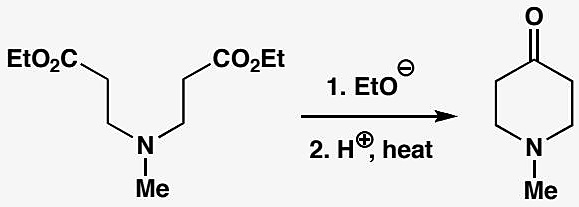 O
EtO₂C CO₂Et
1. EtO⊖
2. H⊕, heat
N N
Me Me